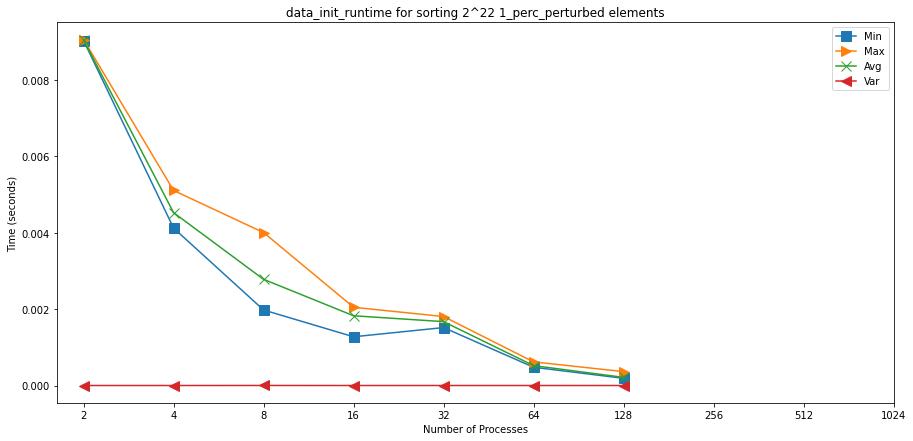 data_init_runtime for sorting 2^22 1_perc_perturbed elements
Min
Max
Avg
Var
0.008
0.006
0.004
0.002
0.000
Time (seconds)
2 4 8 16 32 64 128 256 512 1024
Number of Processes